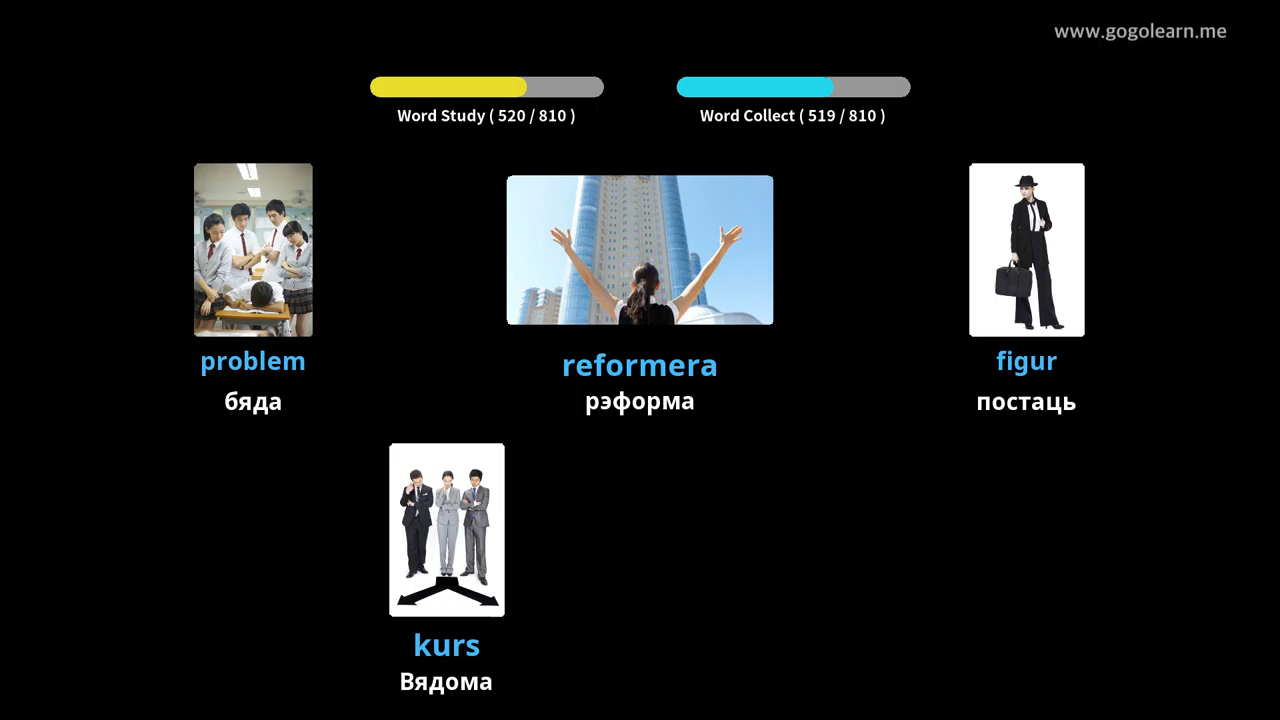 www.gogolearn.me
Word Study ( 520 / 810 )
Word Collect ( 519 / 810 )
problem
бяда
reformera
рэформа
figur
постаць
kurs
Вядома